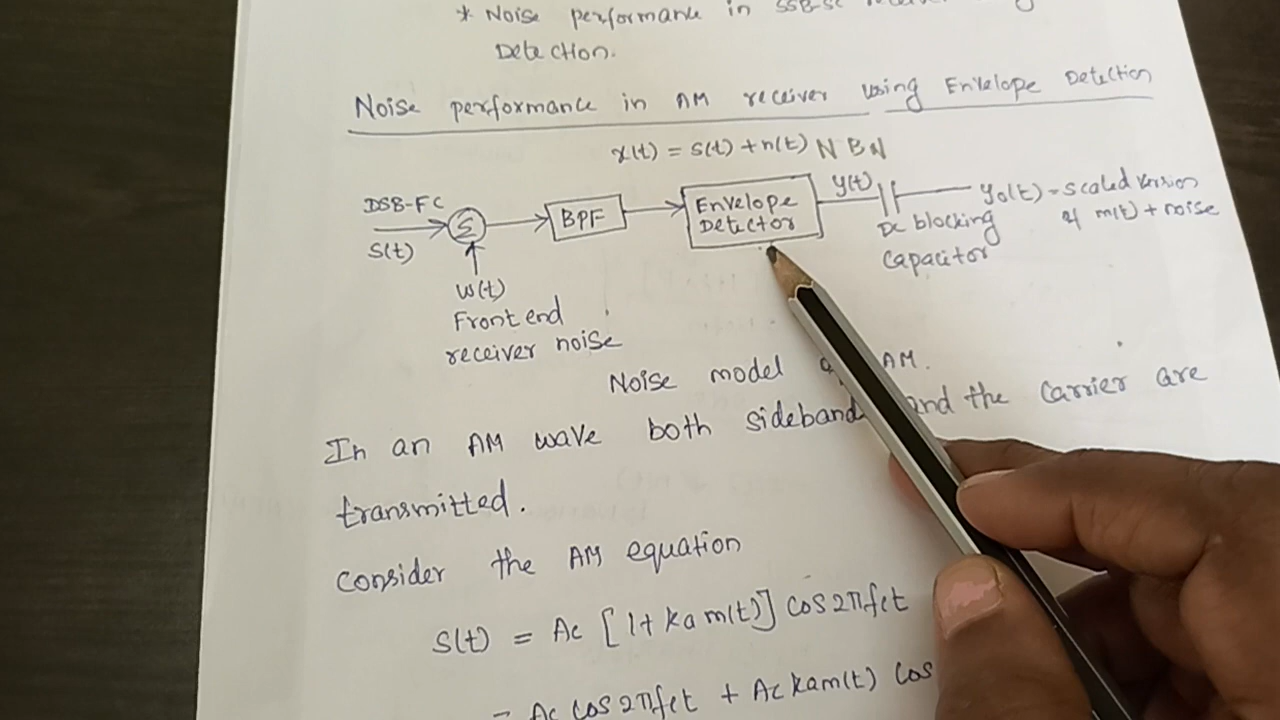 * Noise performance in SSB-SC
Detection.
Noise performance in AM receiver using Envelope Detection
x(t) = s(t) + n(t) NBN
DSB-FC
s(t)
Σ
w(t)
Front end
receiver noise
BPF
Envelope
Detector
y(t)
DC blocking
capacitor
yo(t) = scaled version
of m(t) + noise
Noise model AM.
In an AM wave both sideband and the carrier are
transmitted.
Consider the AM equation
s(t) = Ac [1+ ka m(t)] cos 2πfct
= Ac cos 2πfct + Ac ka m(t) cos